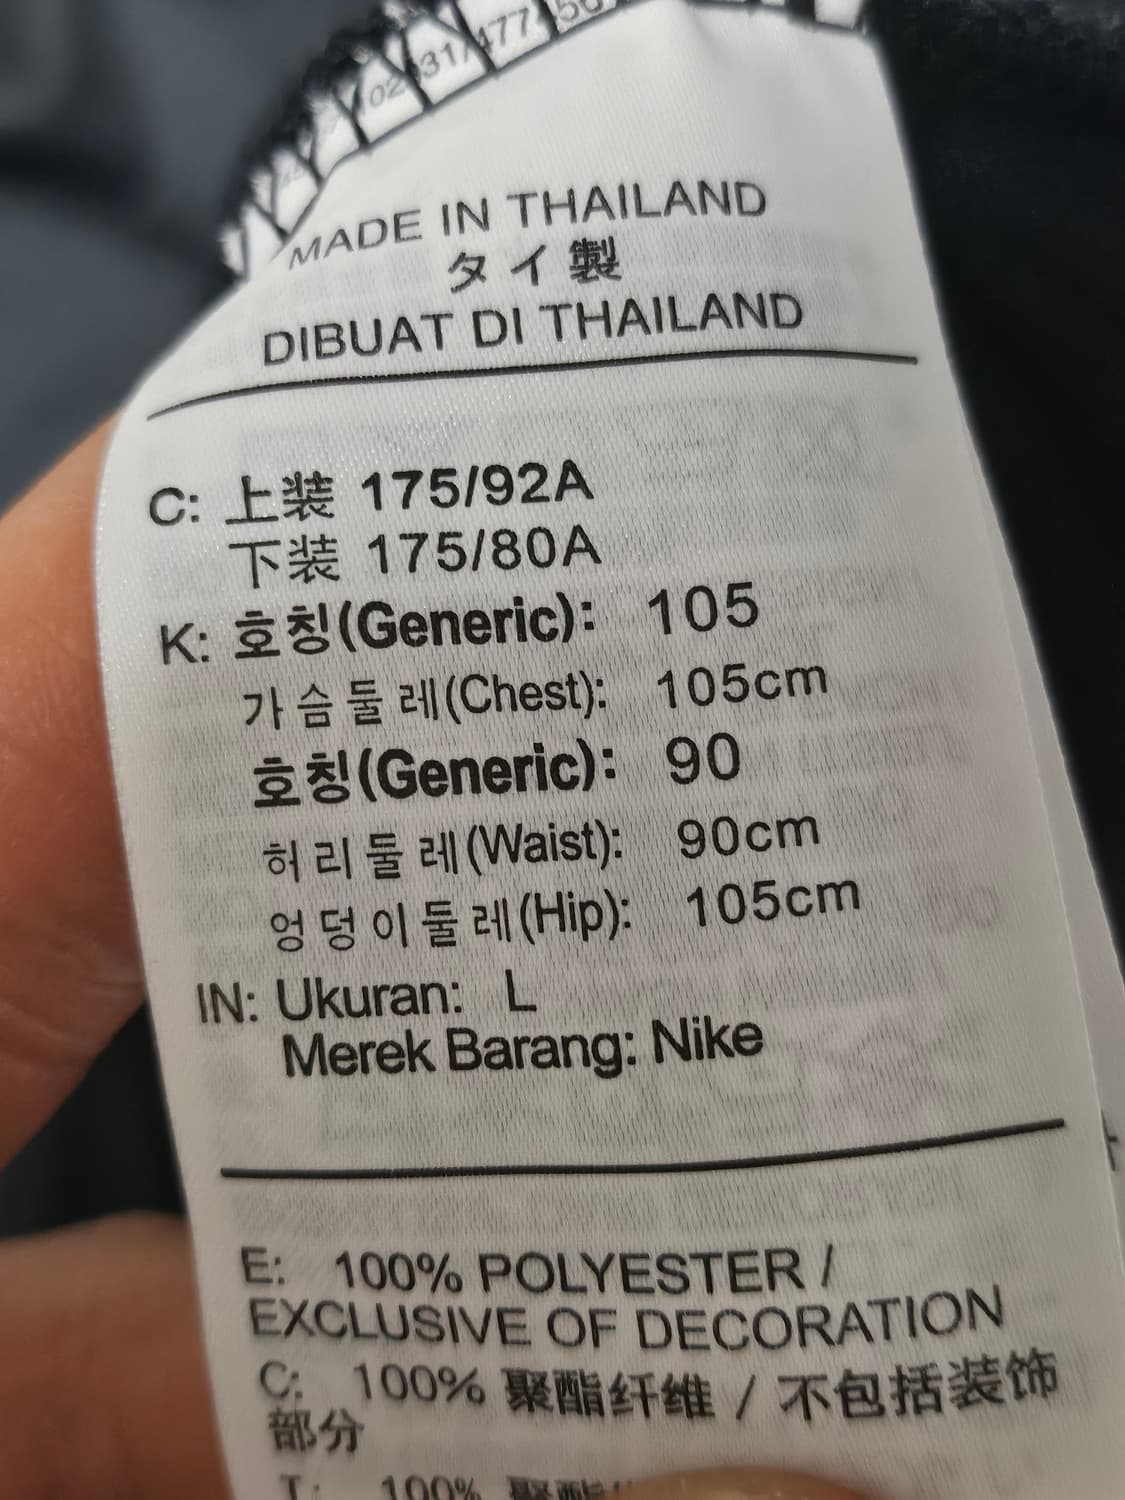 MADE IN THAILAND
タイ製
DIBUAT DI THAILAND
C: 上装 175/92A
下装 175/80A
K: 호칭(Generic): 105
가슴둘레(Chest): 105cm
호칭(Generic): 90
허리둘레(Waist): 90cm
엉덩이둘레(Hip): 105cm
IN: Ukuran: L
Merek Barang: Nike
E: 100% POLYESTER /
EXCLUSIVE OF DECORATION
C: 100% 聚酯纤维 / 不包括装饰
部分
T: 100% 聚酯